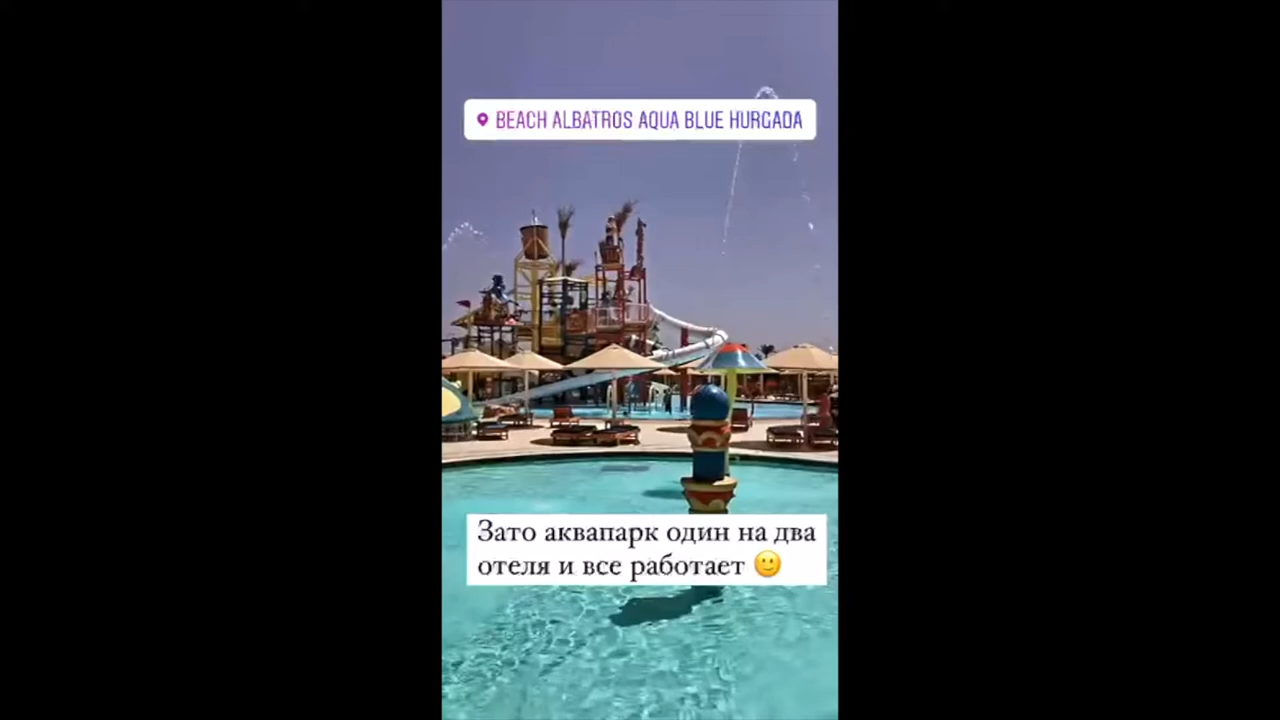 BEACH ALBATROS AQUA BLUE HURGADA
Зато аквапарк один на два
отеля и все работает 🙂